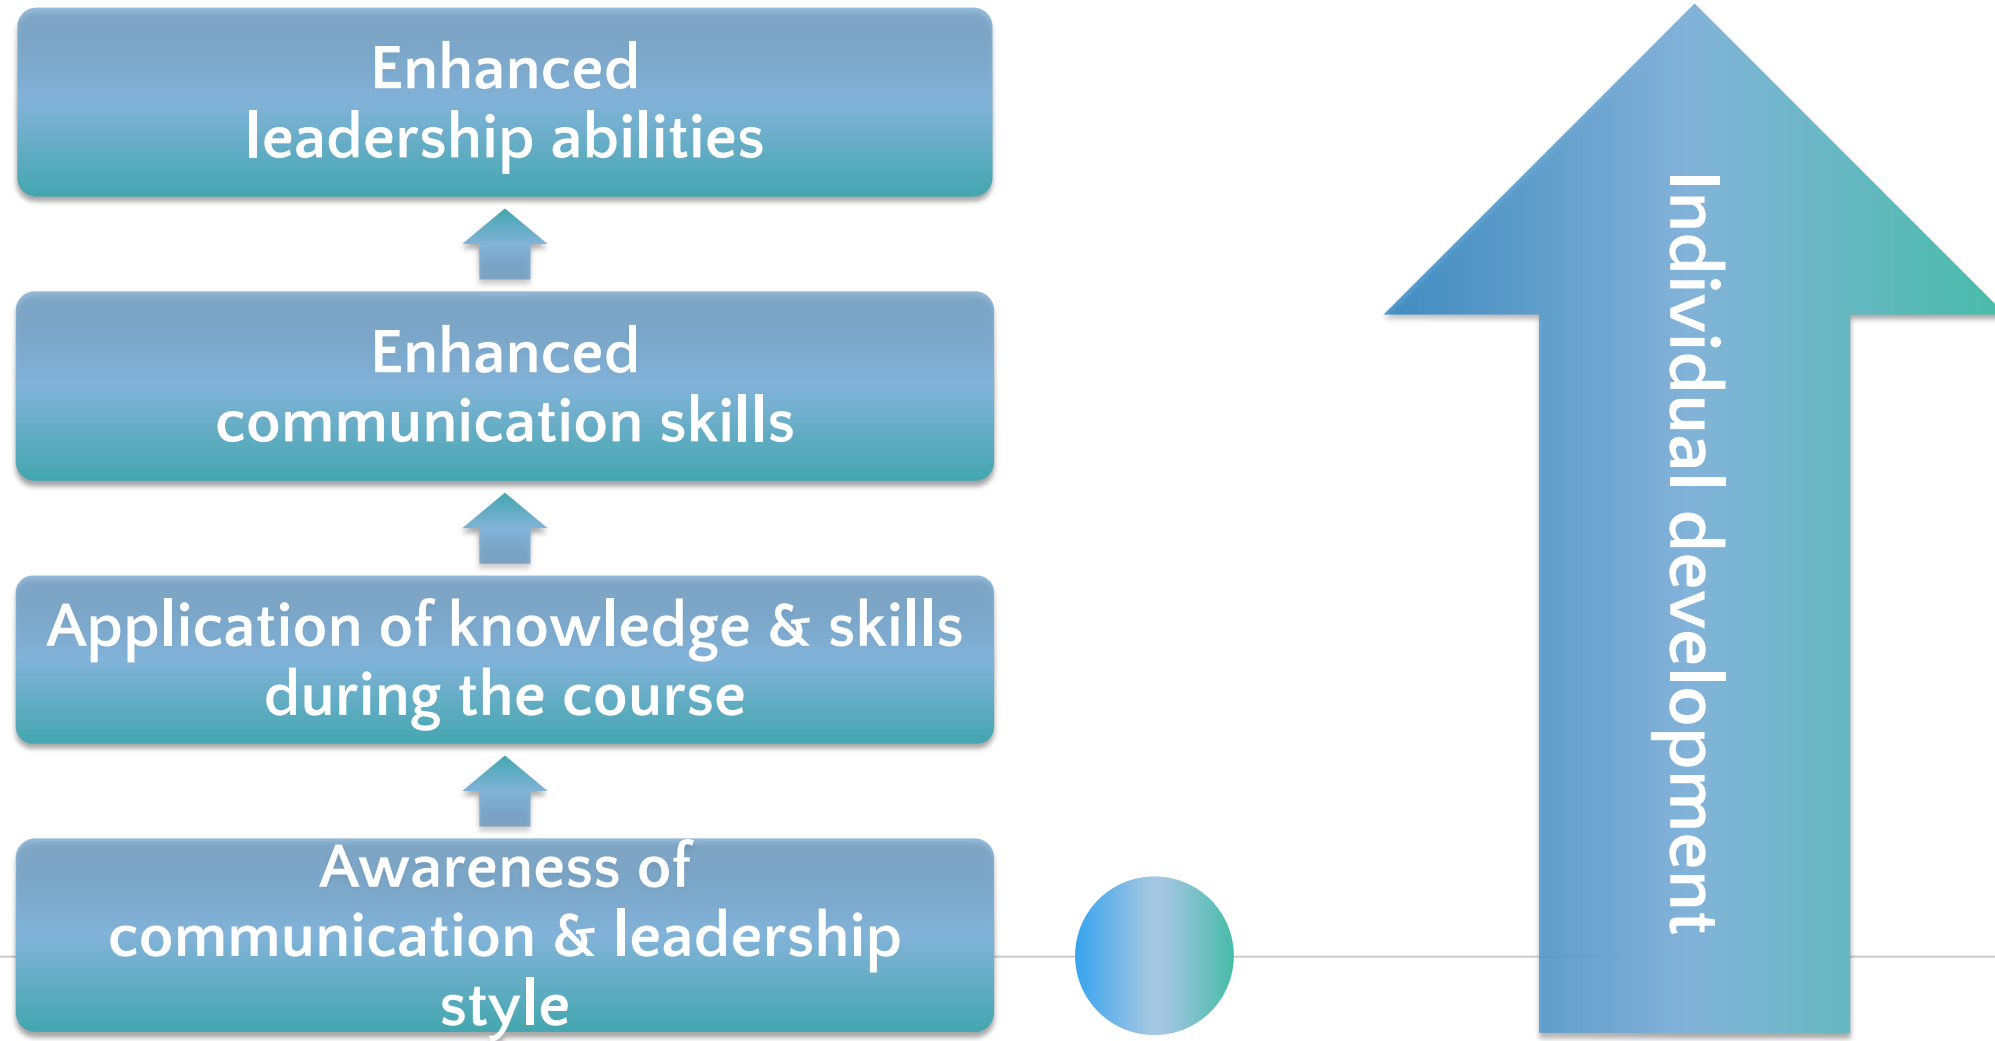 Enhanced
leadership abilities
Enhanced
communication skills
Application of knowledge & skills
during the course
Awareness of
communication & leadership
style
Individual development